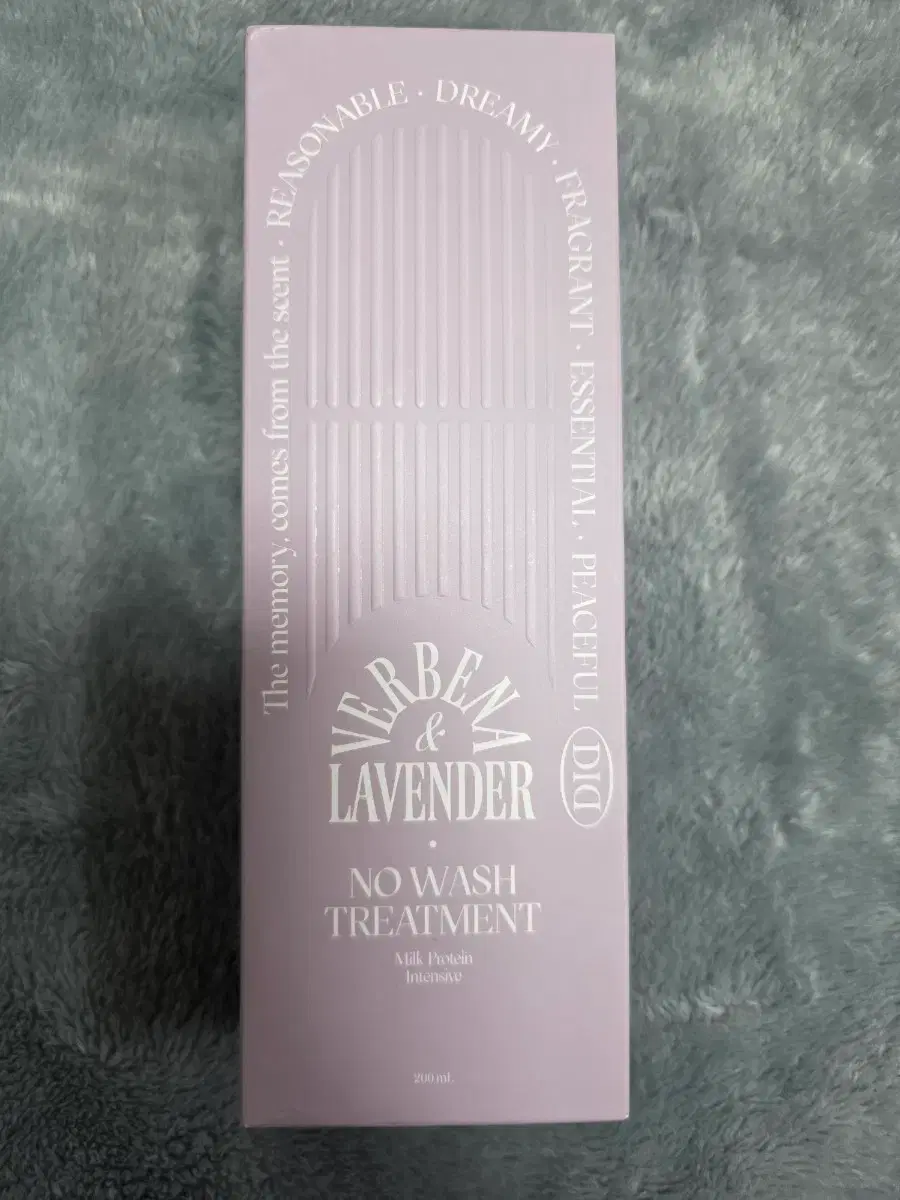 The memory. comes from the scent · REASONABLE · DREAMY · FRAGRANT · ESSENTIAL · PEACEFUL
DID
VERBENA
&
LAVENDER
NO WASH
TREATMENT
Milk Protein
Intensive
200 mL